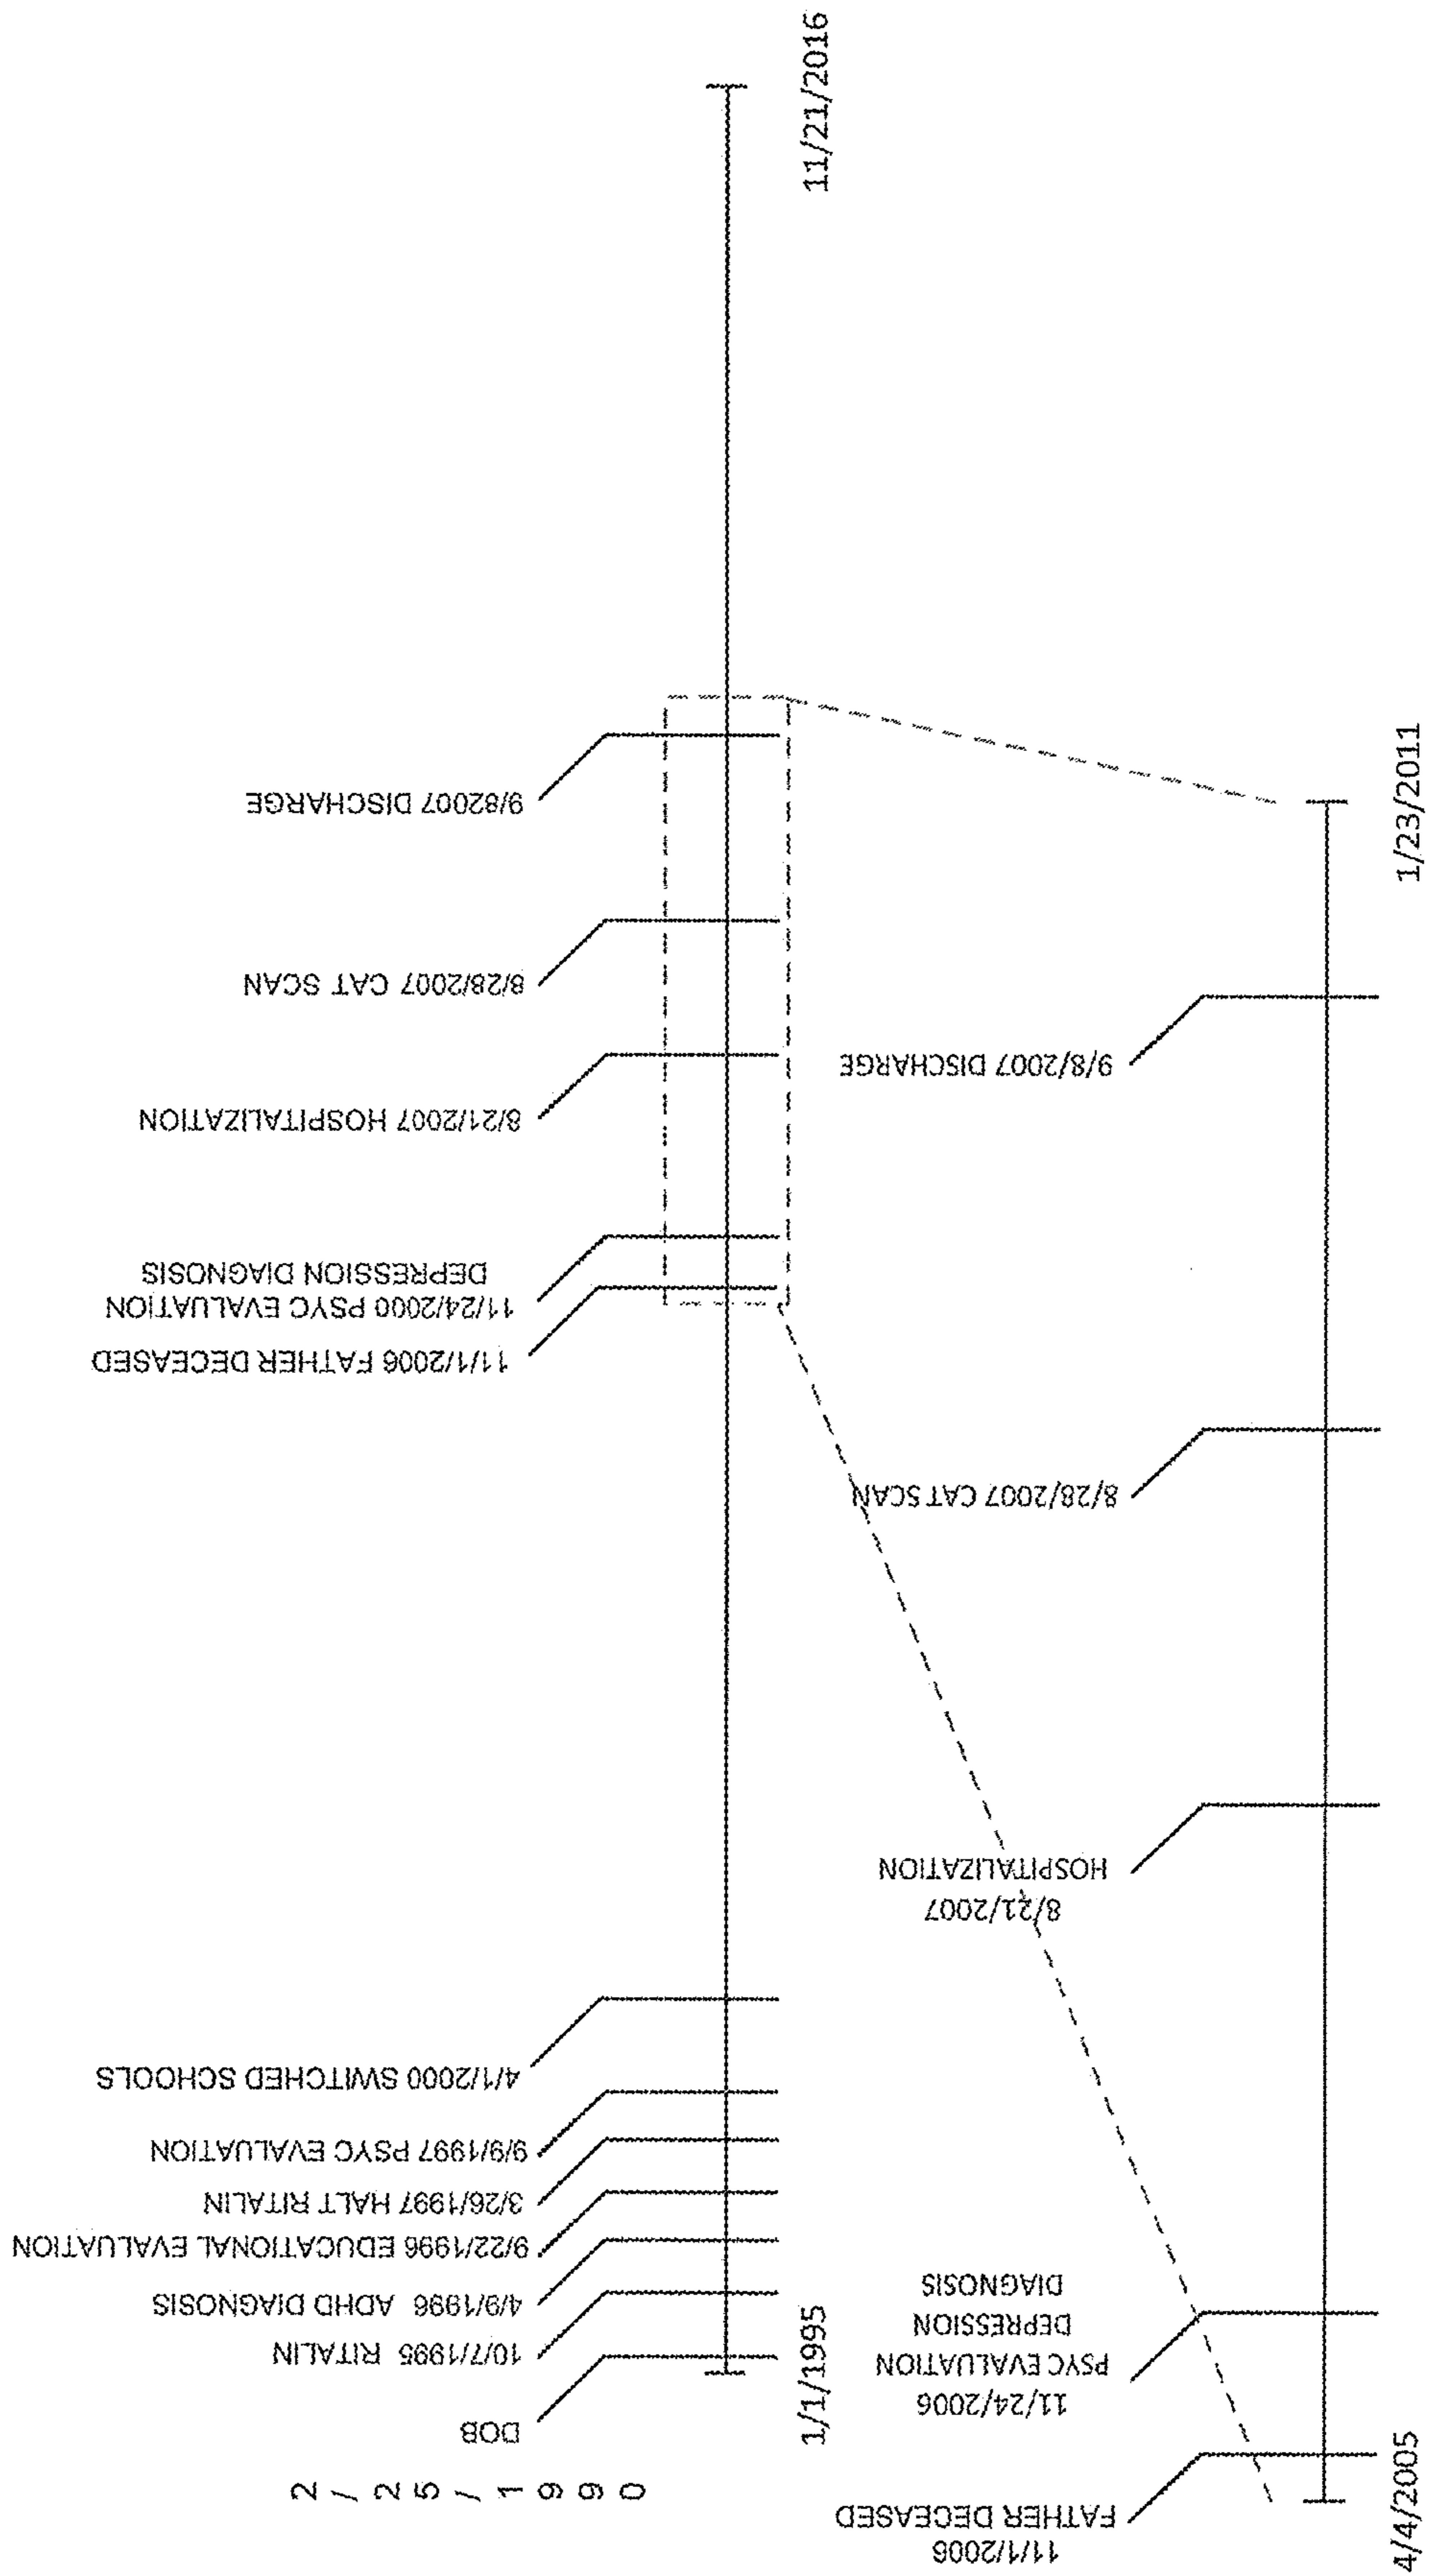 2/25/1990
DOB
10/7/1995 RITALIN
4/9/1996 ADHD DIAGNOSIS
9/22/1996 EDUCATIONAL EVALUATION
3/26/1997 HALT RITALIN
9/9/1997 PSYC EVALUATION
4/1/2000 SWITCHED SCHOOLS
11/1/2006 FATHER DECEASED
11/24/2000 PSYC EVALUATION
DEPRESSION DIAGNOSIS
8/21/2007 HOSPITALIZATION
8/28/2007 CAT SCAN
9/82007 DISCHARGE
1/1/1995
11/21/2016
11/1/2006
FATHER DECEASED
11/24/2006
PSYC EVALUATION
DEPRESSION
DIAGNOSIS
8/21/2007
HOSPITALIZATION
8/28/2007 CAT SCAN
9/8/2007 DISCHARGE
4/4/2005
1/23/2011